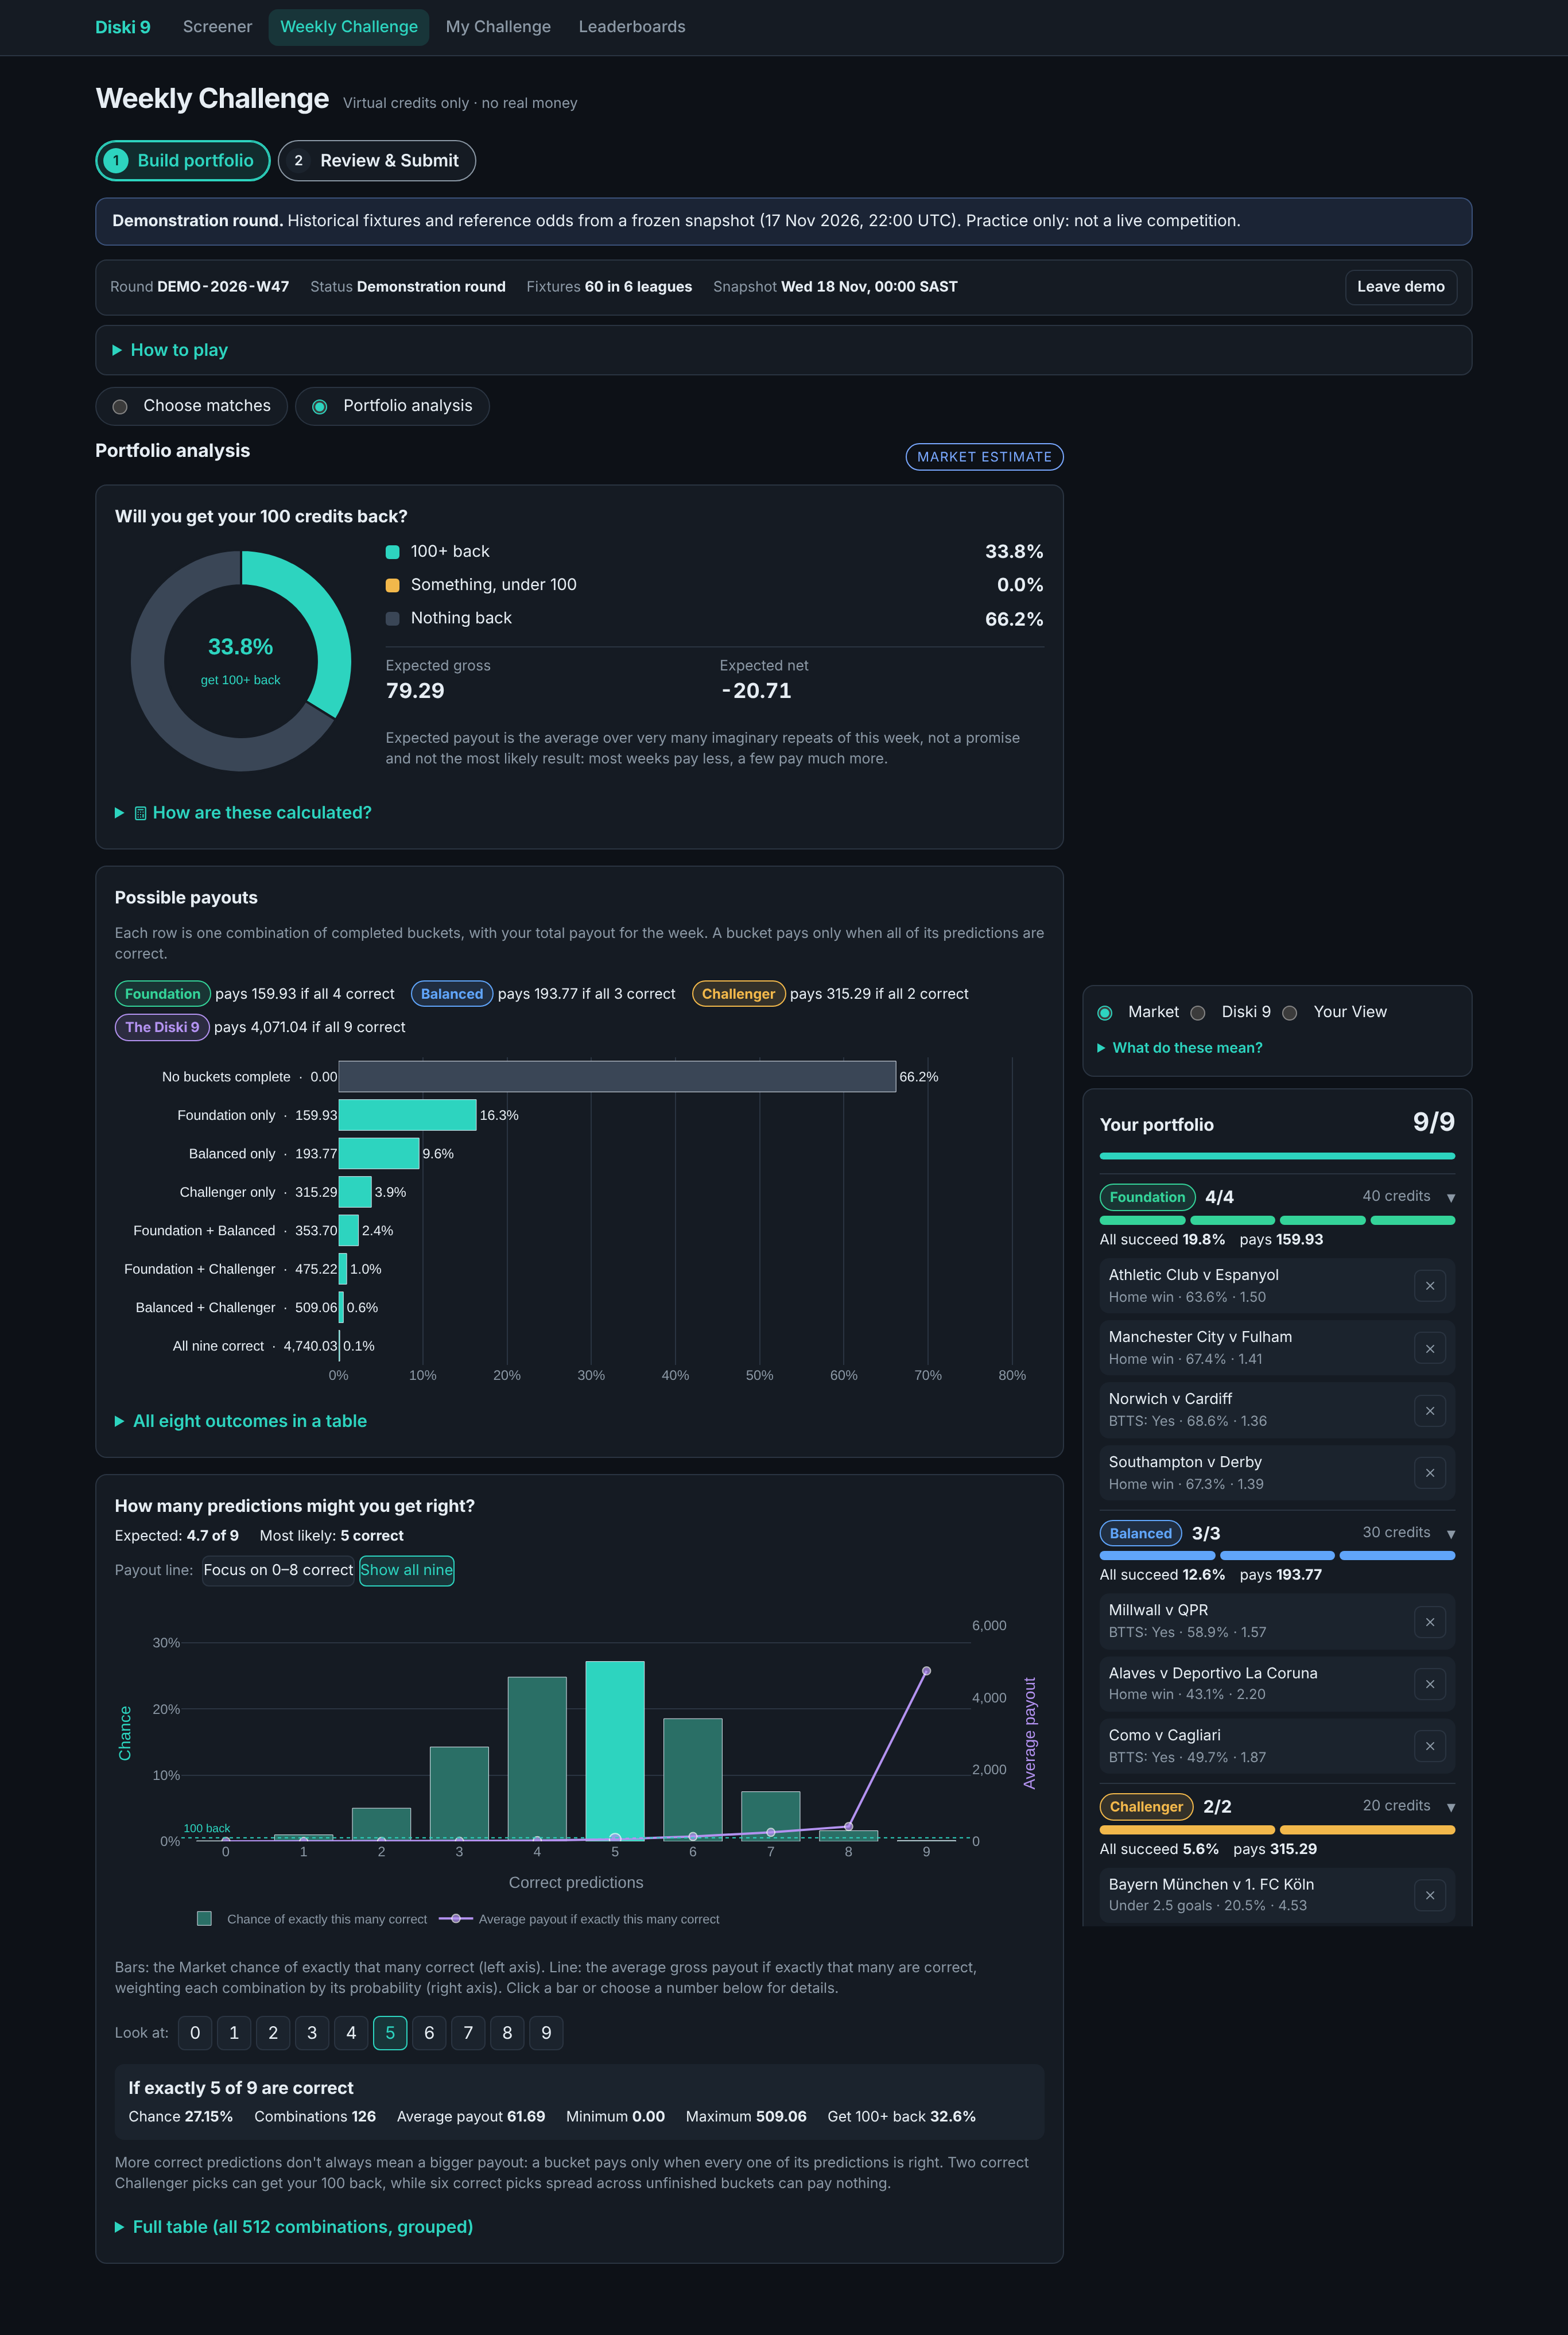 Diski 9 Screener Weekly Challenge My Challenge Leaderboards
Weekly Challenge Virtual credits only · no real money
1 Build portfolio 2 Review & Submit
Demonstration round. Historical fixtures and reference odds from a frozen snapshot (17 Nov 2026, 22:00 UTC). Practice only: not a live competition.
Round DEMO-2026-W47 Status Demonstration round Fixtures 60 in 6 leagues Snapshot Wed 18 Nov, 00:00 SAST Leave demo
How to play
Choose matches Portfolio analysis
Portfolio analysis MARKET ESTIMATE
Will you get your 100 credits back?
33.8%
get 100+ back
100+ back 33.8%
Something, under 100 0.0%
Nothing back 66.2%
Expected gross Expected net
79.29 -20.71
Expected payout is the average over very many imaginary repeats of this week, not a promise
and not the most likely result: most weeks pay less, a few pay much more.
How are these calculated?
Possible payouts
Each row is one combination of completed buckets, with your total payout for the week. A bucket pays only when all of its predictions are
correct.
Foundation pays 159.93 if all 4 correct Balanced pays 193.77 if all 3 correct Challenger pays 315.29 if all 2 correct
The Diski 9 pays 4,071.04 if all 9 correct
No buckets complete · 0.00 66.2%
Foundation only · 159.93 16.3%
Balanced only · 193.77 9.6%
Challenger only · 315.29 3.9%
Foundation + Balanced · 353.70 2.4%
Foundation + Challenger · 475.22 1.0%
Balanced + Challenger · 509.06 0.6%
All nine correct · 4,740.03 0.1%
0% 10% 20% 30% 40% 50% 60% 70% 80%
All eight outcomes in a table
How many predictions might you get right?
Expected: 4.7 of 9 Most likely: 5 correct
Payout line: Focus on 0–8 correct Show all nine
6,000
30%
4,000
20%
2,000
10%
100 back
0% 0
Chance
Average payout
0 1 2 3 4 5 6 7 8 9
Correct predictions
Chance of exactly this many correct Average payout if exactly this many correct
Bars: the Market chance of exactly that many correct (left axis). Line: the average gross payout if exactly that many are correct,
weighting each combination by its probability (right axis). Click a bar or choose a number below for details.
Look at: 0 1 2 3 4 5 6 7 8 9
If exactly 5 of 9 are correct
Chance 27.15% Combinations 126 Average payout 61.69 Minimum 0.00 Maximum 509.06 Get 100+ back 32.6%
More correct predictions don't always mean a bigger payout: a bucket pays only when every one of its predictions is right. Two correct
Challenger picks can get your 100 back, while six correct picks spread across unfinished buckets can pay nothing.
Full table (all 512 combinations, grouped)
Market Diski 9 Your View
What do these mean?
Your portfolio 9/9
Foundation 4/4 40 credits
All succeed 19.8% pays 159.93
Athletic Club v Espanyol
Home win · 63.6% · 1.50
Manchester City v Fulham
Home win · 67.4% · 1.41
Norwich v Cardiff
BTTS: Yes · 68.6% · 1.36
Southampton v Derby
Home win · 67.3% · 1.39
Balanced 3/3 30 credits
All succeed 12.6% pays 193.77
Millwall v QPR
BTTS: Yes · 58.9% · 1.57
Alaves v Deportivo La Coruna
Home win · 43.1% · 2.20
Como v Cagliari
BTTS: Yes · 49.7% · 1.87
Challenger 2/2 20 credits
All succeed 5.6% pays 315.29
Bayern München v 1. FC Köln
Under 2.5 goals · 20.5% · 4.53